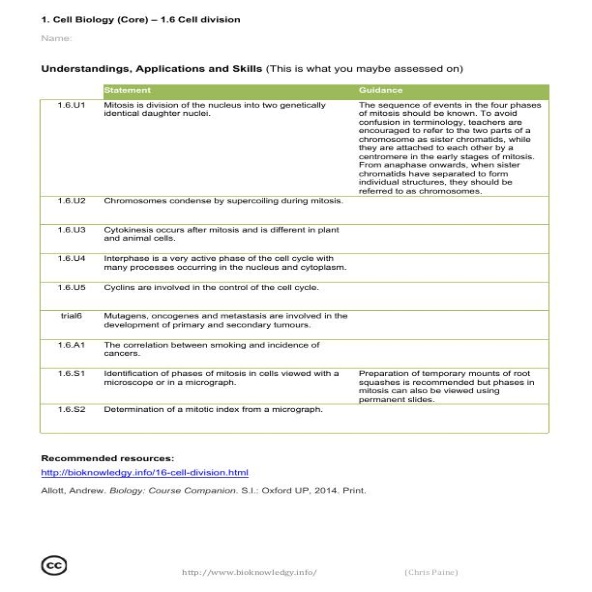 1. Cell Biology (Core) – 1.6 Cell division
Name:
Understandings, Applications and Skills (This is what you maybe assessed on)
Statement Guidance
1.6.U1 Mitosis is division of the nucleus into two genetically
identical daughter nuclei.
The sequence of events in the four phases
of mitosis should be known. To avoid
confusion in terminology, teachers are
encouraged to refer to the two parts of a
chromosome as sister chromatids, while
they are attached to each other by a
centromere in the early stages of mitosis.
From anaphase onwards, when sister
chromatids have separated to form
individual structures, they should be
referred to as chromosomes.
1.6.U2 Chromosomes condense by supercoiling during mitosis.
1.6.U3 Cytokinesis occurs after mitosis and is different in plant
and animal cells.
1.6.U4 Interphase is a very active phase of the cell cycle with
many processes occurring in the nucleus and cytoplasm.
1.6.U5 Cyclins are involved in the control of the cell cycle.
trial6 Mutagens, oncogenes and metastasis are involved in the
development of primary and secondary tumours.
1.6.A1 The correlation between smoking and incidence of
cancers.
1.6.S1 Identification of phases of mitosis in cells viewed with a
microscope or in a micrograph.
Preparation of temporary mounts of root
squashes is recommended but phases in
mitosis can also be viewed using
permanent slides.
1.6.S2 Determination of a mitotic index from a micrograph.
Recommended resources:
http://bioknowledgy.info/16-cell-division.html
Allott, Andrew. Biology: Course Companion. S.l.: Oxford UP, 2014. Print.
cc
http://www.bioknowledgy.info/ (Chris Paine)